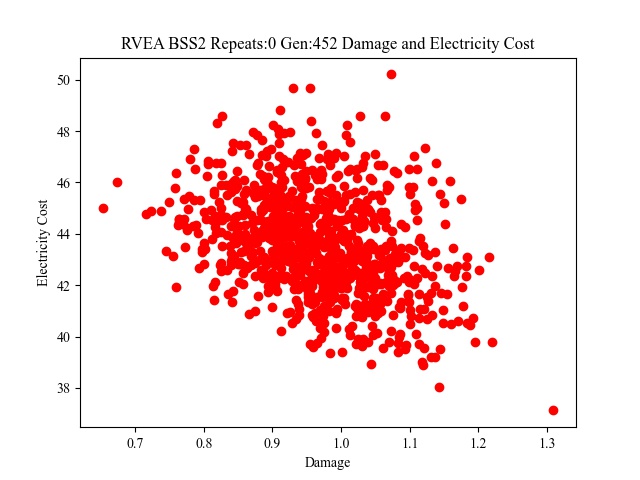 RVEA BSS2 Repeats:0 Gen:452 Damage and Electricity Cost
50
48
46
44
42
40
38
Electricity Cost
0.7 0.8 0.9 1.0 1.1 1.2 1.3
Damage